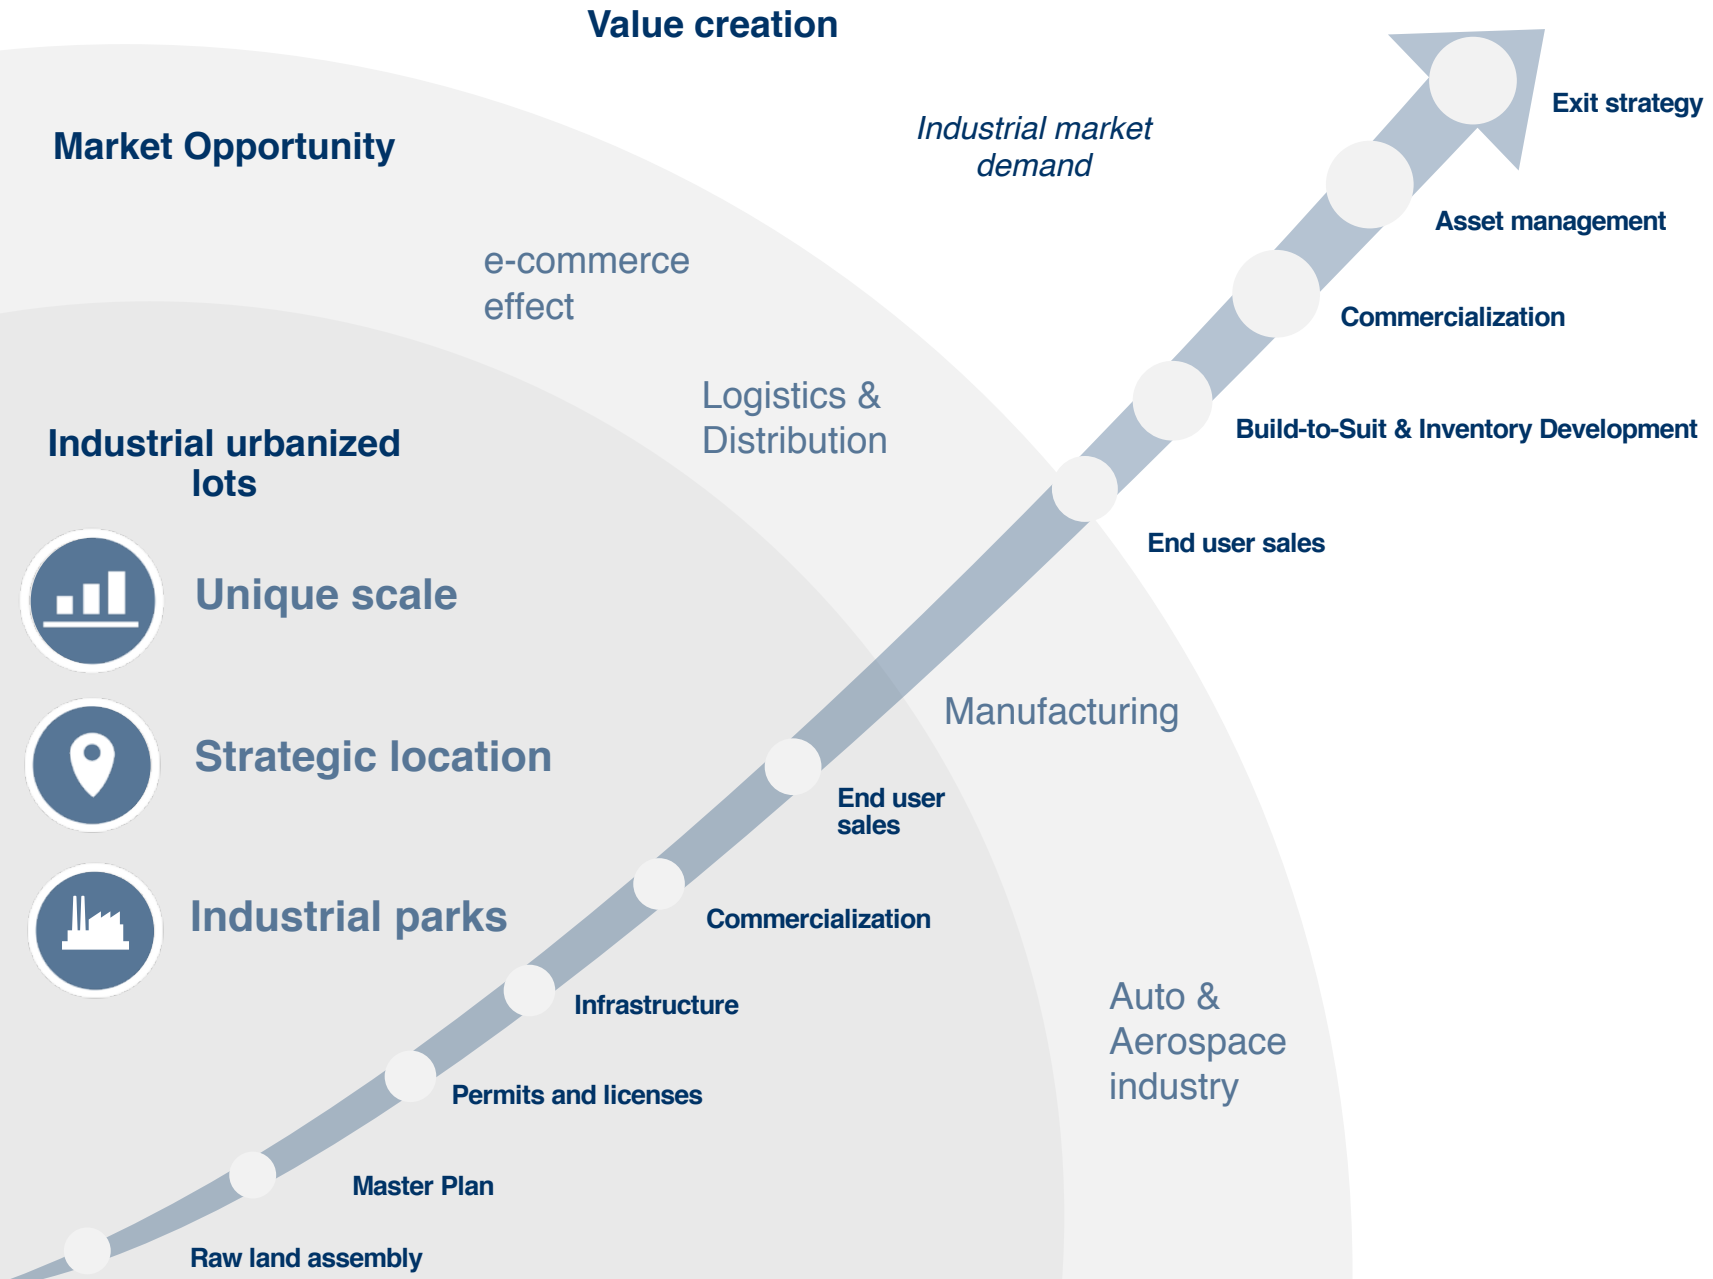 Value creation
Market Opportunity
Industrial market
demand
Exit strategy
Asset management
e-commerce
effect
Commercialization
Logistics &
Distribution
Build-to-Suit & Inventory Development
Industrial urbanized
lots
End user sales
Unique scale
Manufacturing
Strategic location
End user
sales
Industrial parks
Commercialization
Infrastructure
Auto &
Aerospace
industry
Permits and licenses
Master Plan
Raw land assembly